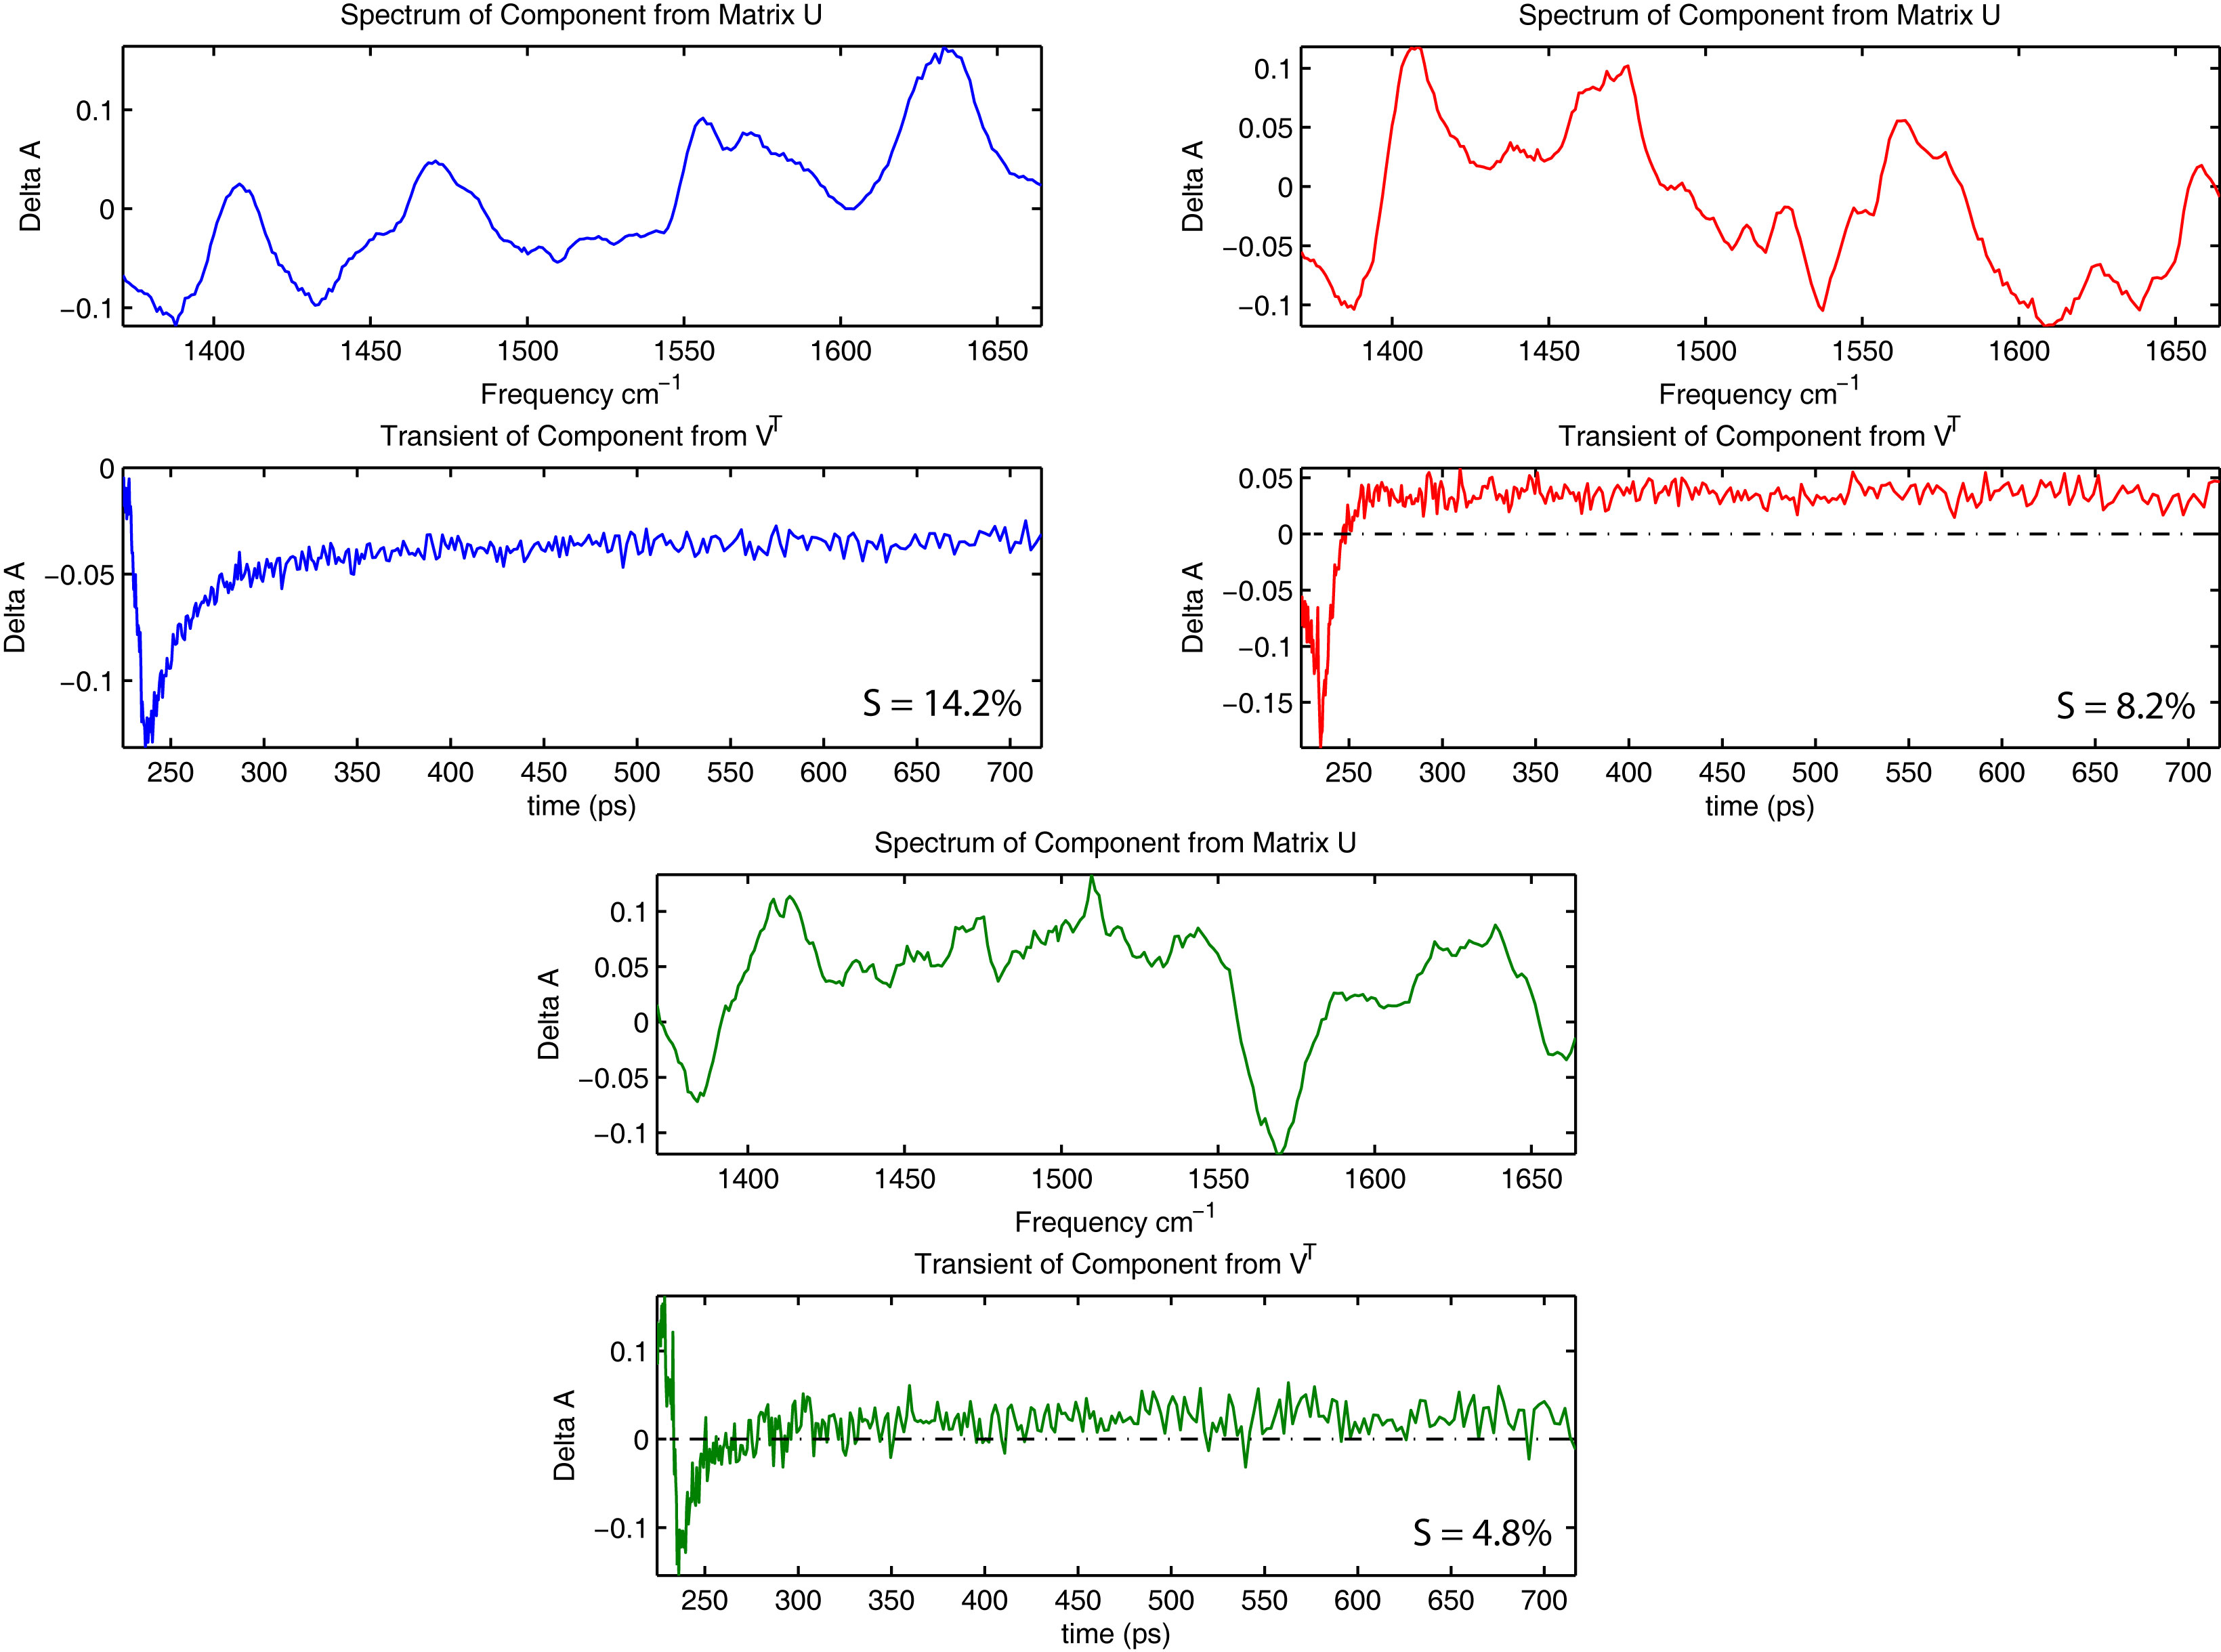 Spectrum of Component from Matrix U
Delta A
0.1
0
−0.1
1400 1450 1500 1550 1600 1650
Frequency cm−1
Transient of Component from VT
Delta A
0
−0.05
−0.1
S = 14.2%
250 300 350 400 450 500 550 600 650 700
time (ps)
Spectrum of Component from Matrix U
Delta A
0.1
0.05
0
−0.05
−0.1
1400 1450 1500 1550 1600 1650
Frequency cm−1
Transient of Component from VT
Delta A
0.05
0
−0.05
−0.1
−0.15
S = 8.2%
250 300 350 400 450 500 550 600 650 700
time (ps)
Spectrum of Component from Matrix U
Delta A
0.1
0.05
0
−0.05
−0.1
1400 1450 1500 1550 1600 1650
Frequency cm−1
Transient of Component from VT
Delta A
0.1
0
−0.1
S = 4.8%
250 300 350 400 450 500 550 600 650 700
time (ps)